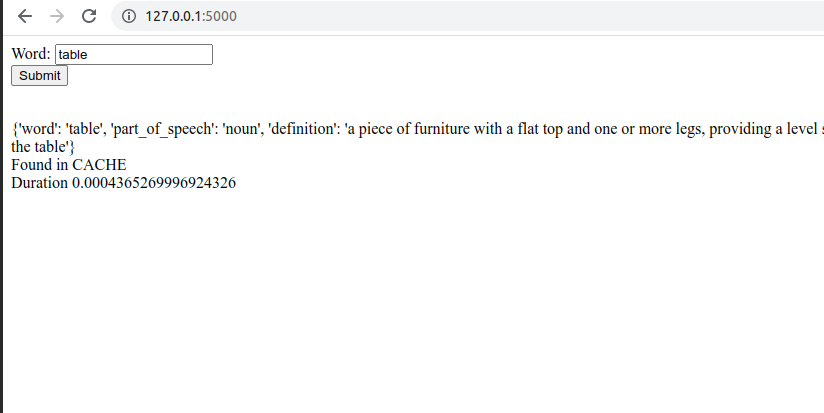 127.0.0.1:5000
Word: table
Submit
{'word': 'table', 'part_of_speech': 'noun', 'definition': 'a piece of furniture with a flat top and one or more legs, providing a level
the table'}
Found in CACHE
Duration 0.0004365269996924326